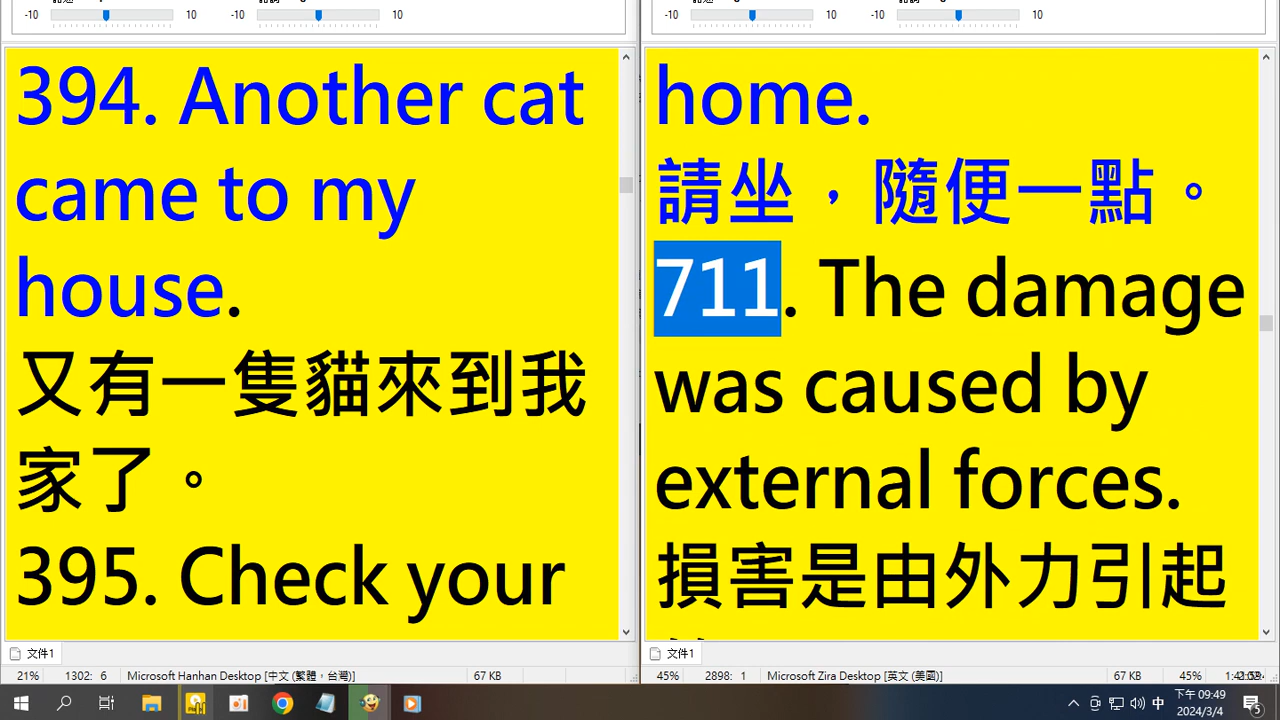 -10
10
-10
10
394. Another cat
came to my
house.
又有一隻貓來到我
家了。
395. Check your
文件1
21%
1302: 6
Microsoft Hanhan Desktop [中文 (繁體，台灣)]
67 KB
-10
10
-10
10
home.
請坐，隨便一點。
711. The damage
was caused by
external forces.
損害是由外力引起
文件1
45%
2898: 1
Microsoft Zira Desktop [英文 (美國)]
67 KB
45%
中
下午 09:49
2024/3/4
5